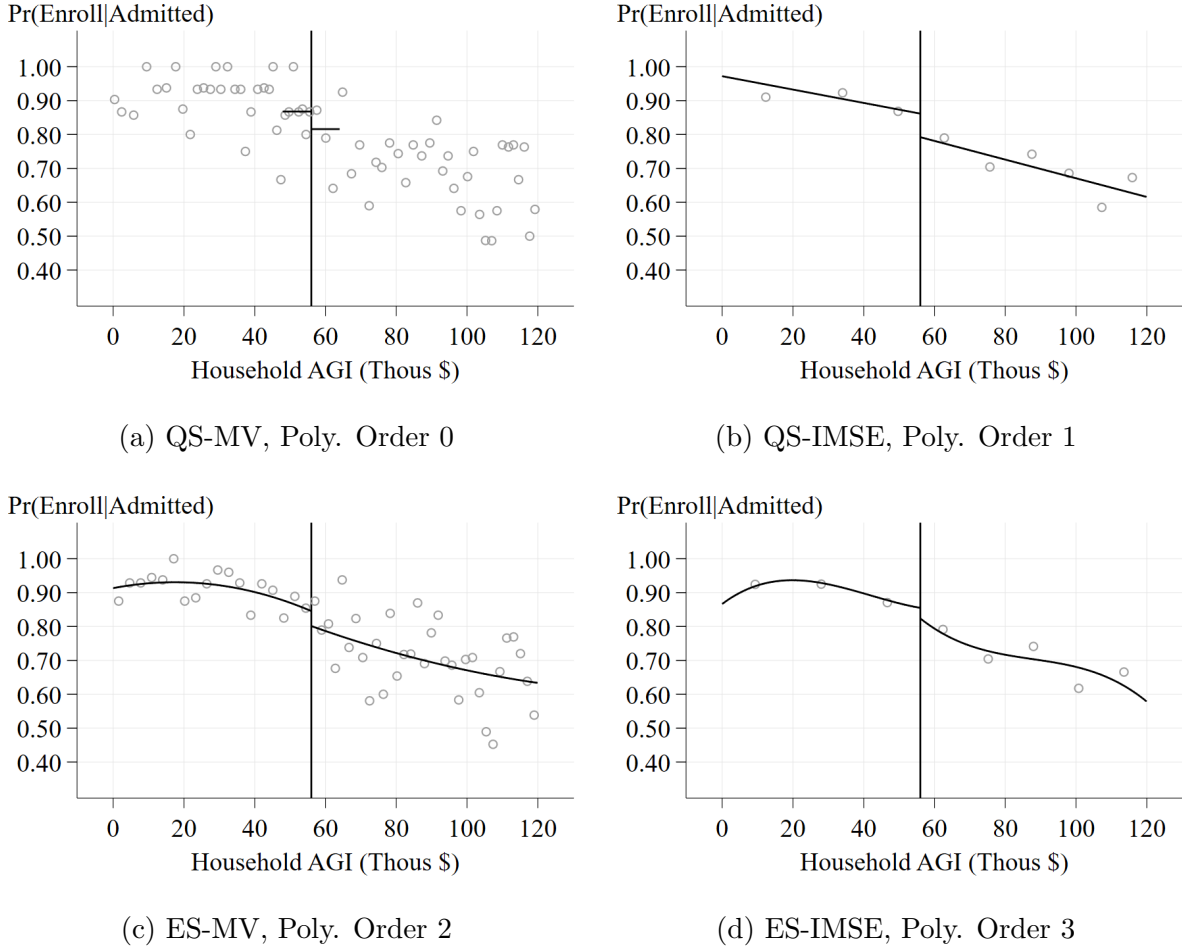 Pr(Enroll|Admitted)
1.00
0.90
0.80
0.70
0.60
0.50
0.40
0 20 40 60 80 100 120
Household AGI (Thous $)
(a) QS-MV, Poly. Order 0
Pr(Enroll|Admitted)
1.00
0.90
0.80
0.70
0.60
0.50
0.40
0 20 40 60 80 100 120
Household AGI (Thous $)
(b) QS-IMSE, Poly. Order 1
Pr(Enroll|Admitted)
1.00
0.90
0.80
0.70
0.60
0.50
0.40
0 20 40 60 80 100 120
Household AGI (Thous $)
(c) ES-MV, Poly. Order 2
Pr(Enroll|Admitted)
1.00
0.90
0.80
0.70
0.60
0.50
0.40
0 20 40 60 80 100 120
Household AGI (Thous $)
(d) ES-IMSE, Poly. Order 3